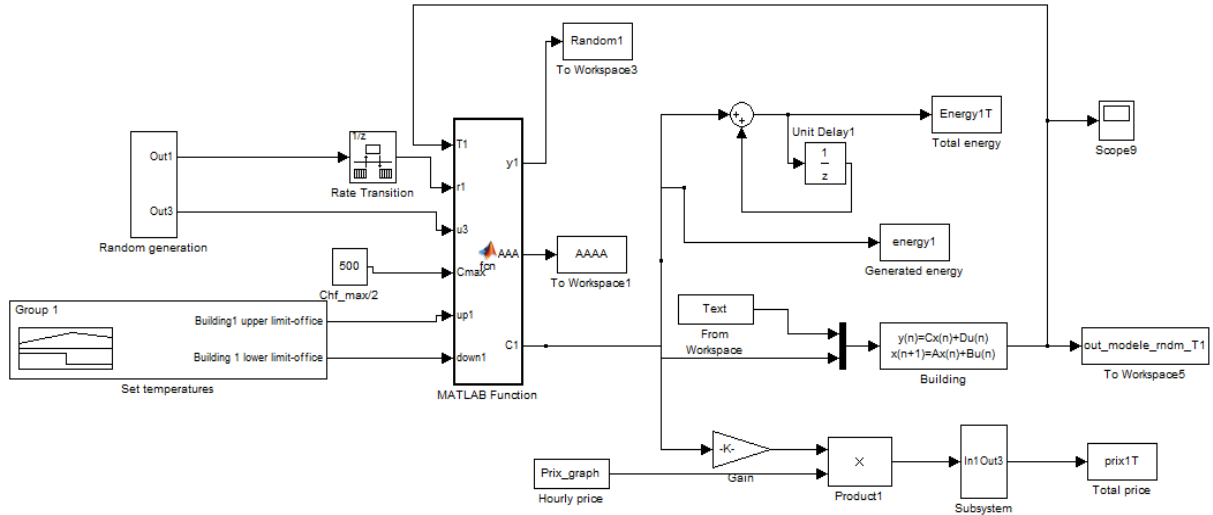 Random1
To Workspace3
Out1
Out3
Random generation
1/z
Rate Transition
T1
r1
u3
Cmax
up1
down1
y1
AAA
C1
fcn
MATLAB Function
500
Chf_max/2
Group 1
Building1 upper limit-office
Building 1 lower limit-office
Set temperatures
AAAA
To Workspace1
+
+
Unit Delay1
1
z
Energy1T
Total energy
Scope9
energy1
Generated energy
Text
From
Workspace
y(n)=Cx(n)+Du(n)
x(n+1)=Ax(n)+Bu(n)
Building
out_modele_rndm_T1
To Workspace5
-K-
Gain
Prix_graph
Hourly price
X
Product1
In1Out3
Subsystem
prix1T
Total price